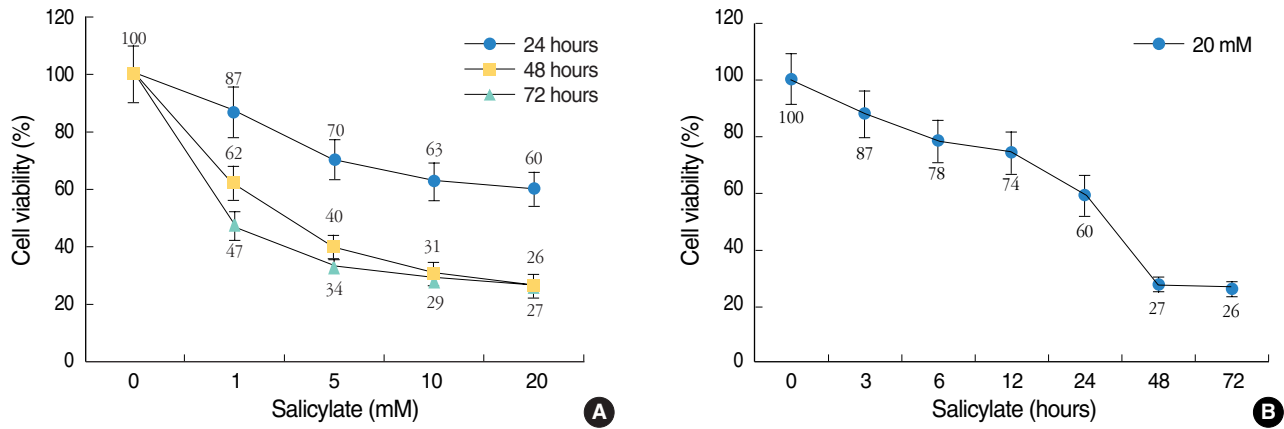 120
100
80
60
40
20
0
Cell viability (%)
100
87
70
63
60
62
40
31
26
47
34
29
27
24 hours
48 hours
72 hours
0 1 5 10 20
Salicylate (mM)
A
120
100
80
60
40
20
0
Cell viability (%)
20 mM
100
87
78
74
60
27
26
0 3 6 12 24 48 72
Salicylate (hours)
B